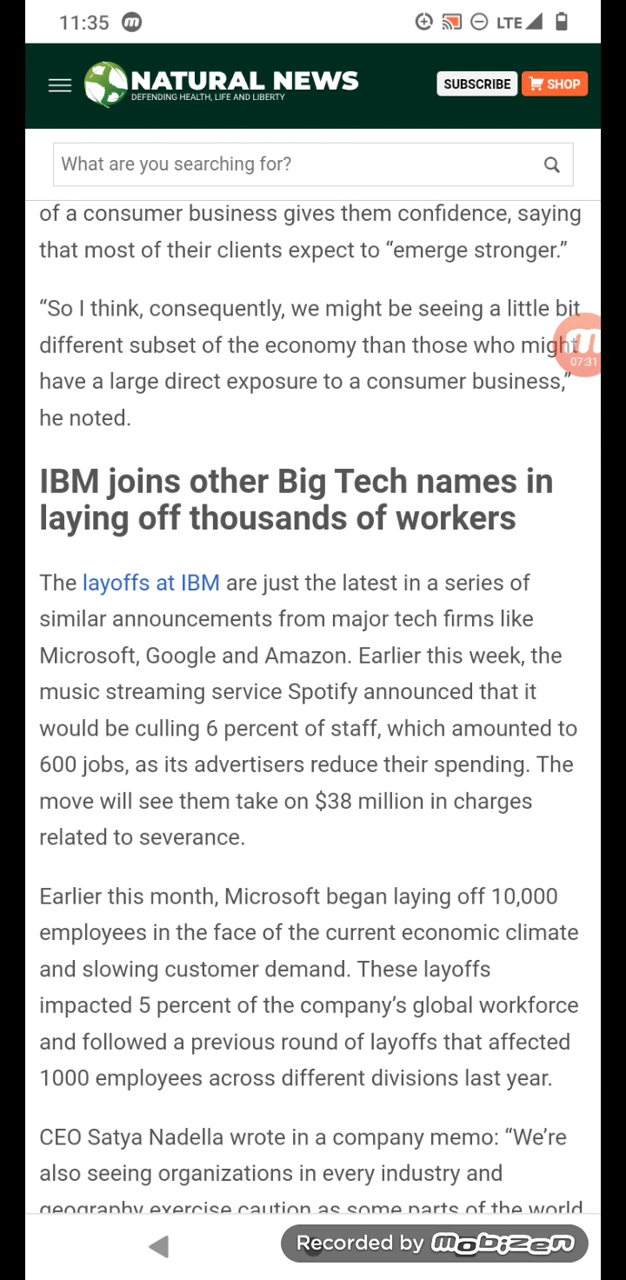 11:35
LTE
NATURAL NEWS
DEFENDING HEALTH, LIFE AND LIBERTY
SUBSCRIBE
SHOP
What are you searching for?
of a consumer business gives them confidence, saying
that most of their clients expect to “emerge stronger.”
“So I think, consequently, we might be seeing a little bit
different subset of the economy than those who might
have a large direct exposure to a consumer business,”
he noted.
07:31
IBM joins other Big Tech names in
laying off thousands of workers
The layoffs at IBM are just the latest in a series of
similar announcements from major tech firms like
Microsoft, Google and Amazon. Earlier this week, the
music streaming service Spotify announced that it
would be culling 6 percent of staff, which amounted to
600 jobs, as its advertisers reduce their spending. The
move will see them take on $38 million in charges
related to severance.
Earlier this month, Microsoft began laying off 10,000
employees in the face of the current economic climate
and slowing customer demand. These layoffs
impacted 5 percent of the company’s global workforce
and followed a previous round of layoffs that affected
1000 employees across different divisions last year.
CEO Satya Nadella wrote in a company memo: “We’re
also seeing organizations in every industry and
geography exercise caution as some parts of the world
Recorded by mobizen